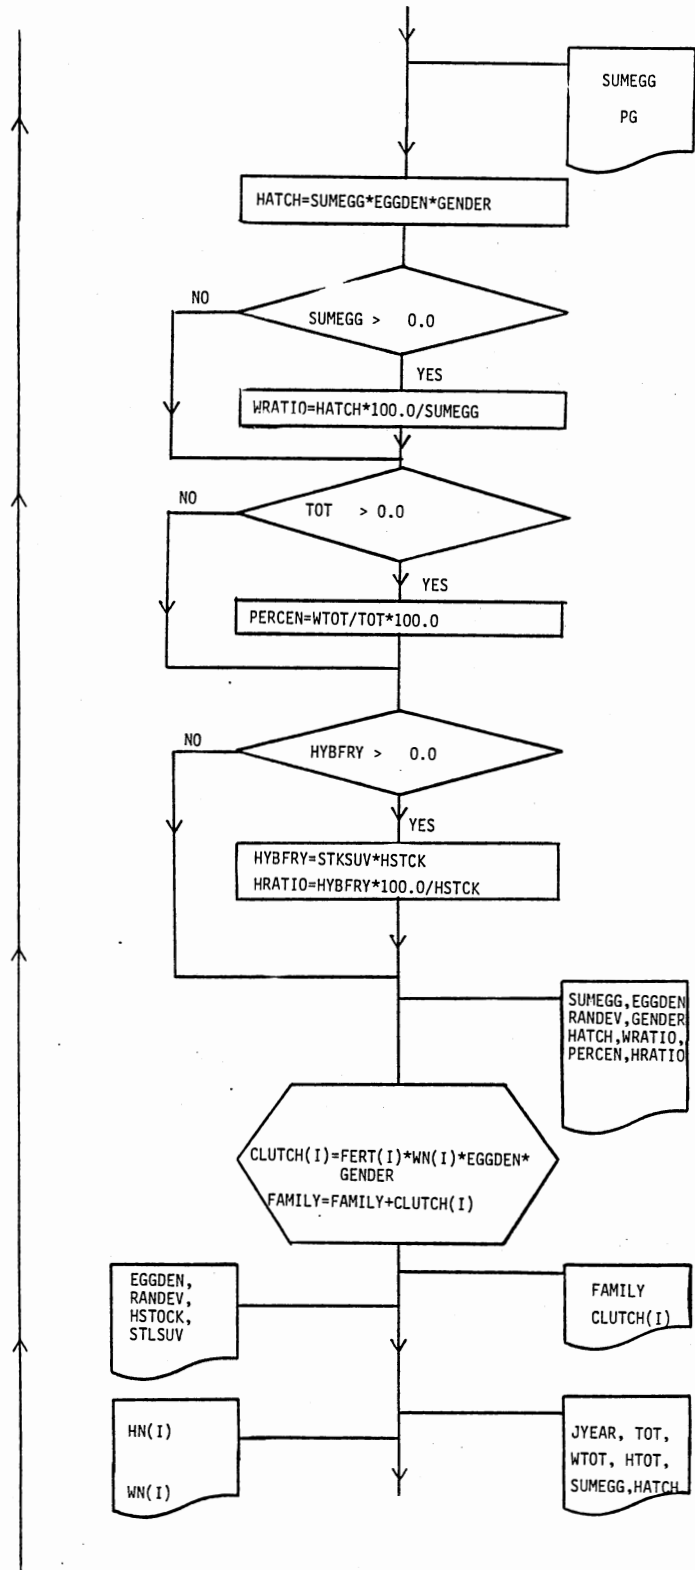 SUMEGG
PG
HATCH=SUMEGG*EGGDEN*GENDER
NO
SUMEGG > 0.0
YES
WRATIO=HATCH*100.0/SUMEGG
NO
TOT > 0.0
YES
PERCEN=WTOT/TOT*100.0
NO
HYBFRY > 0.0
YES
HYBFRY=STKSUV*HSTCK
HRATIO=HYBFRY*100.0/HSTCK
SUMEGG,EGGDEN
RANDEV,GENDER
HATCH,WRATIO,
PERCEN,HRATIO
CLUTCH(I)=FERT(I)*WN(I)*EGGDEN*
GENDER
FAMILY=FAMILY+CLUTCH(I)
EGGDEN,
RANDEV,
HSTOCK,
STLSUV
FAMILY
CLUTCH(I)
HN(I)
WN(I)
JYEAR, TOT,
WTOT, HTOT,
SUMEGG,HATCH